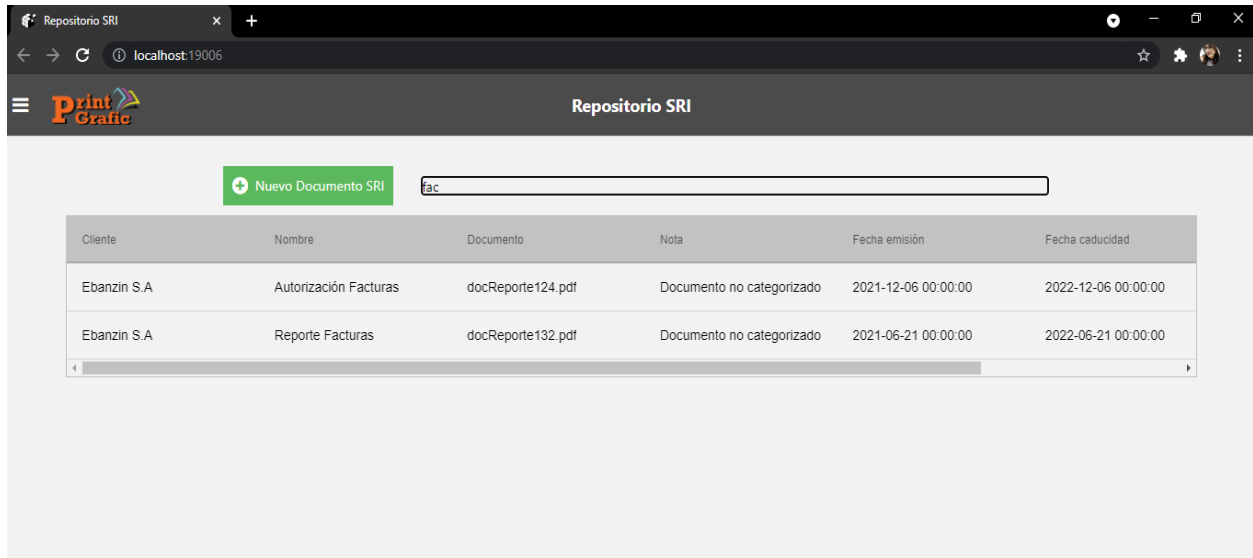 Repositorio SRI
localhost:19006
Print
Grafic
Repositorio SRI
Nuevo Documento SRI
fac
Cliente Nombre Documento Nota Fecha emisión Fecha caducidad
Ebanzin S.A Autorización Facturas docReporte124.pdf Documento no categorizado 2021-12-06 00:00:00 2022-12-06 00:00:00
Ebanzin S.A Reporte Facturas docReporte132.pdf Documento no categorizado 2021-06-21 00:00:00 2022-06-21 00:00:00